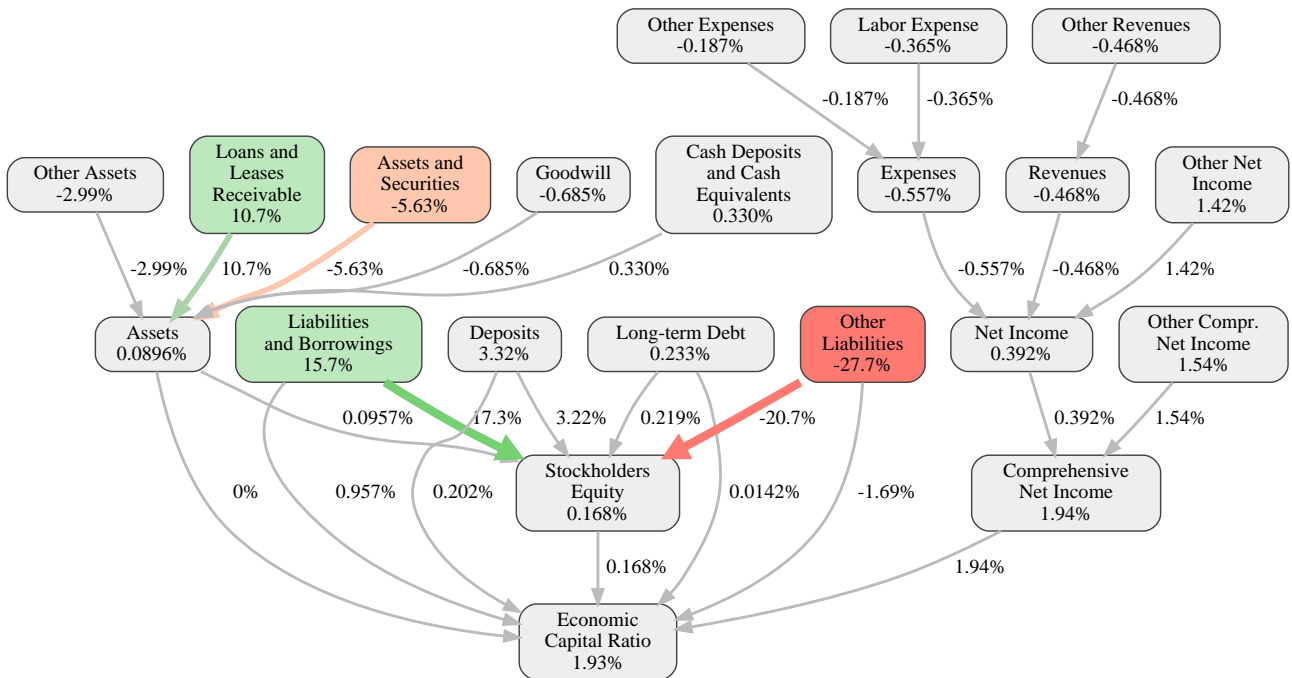 Other Expenses
-0.187%
Labor Expense
-0.365%
Other Revenues
-0.468%
-0.187%
-0.365%
-0.468%
Other Assets
-2.99%
Loans and
Leases
Receivable
10.7%
Assets and
Securities
-5.63%
Goodwill
-0.685%
Cash Deposits
and Cash
Equivalents
0.330%
Expenses
-0.557%
Revenues
-0.468%
Other Net
Income
1.42%
-2.99%
10.7%
-5.63%
-0.685%
0.330%
-0.557%
-0.468%
1.42%
Assets
0.0896%
Liabilities
and Borrowings
15.7%
Deposits
3.32%
Long-term Debt
0.233%
Other
Liabilities
-27.7%
Net Income
0.392%
Other Compr.
Net Income
1.54%
0.0957%
17.3%
3.22%
0.219%
-20.7%
0.392%
1.54%
Stockholders
Equity
0.168%
Comprehensive
Net Income
1.94%
0%
0.957%
0.202%
0.0142%
-1.69%
0.168%
1.94%
Economic
Capital Ratio
1.93%